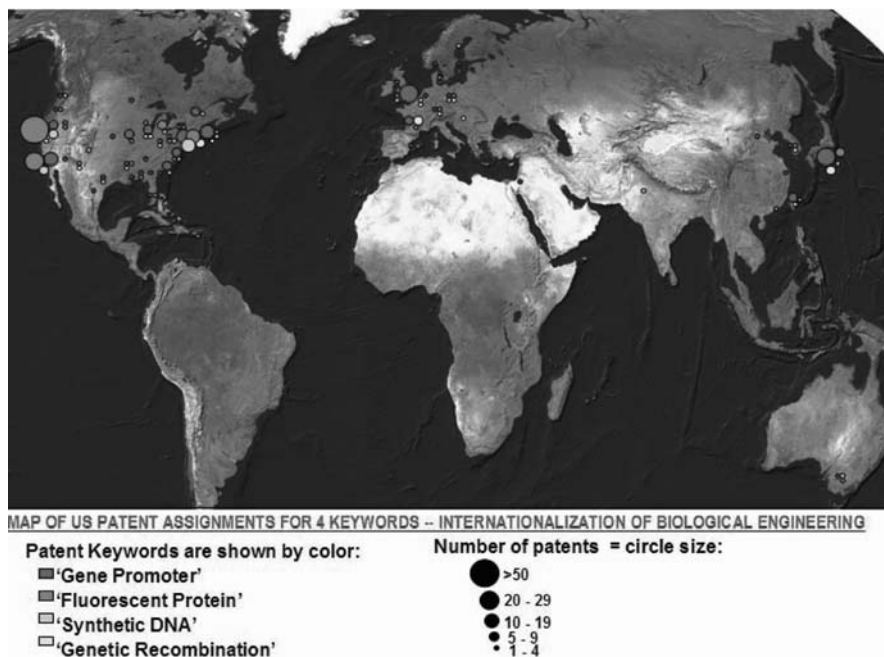 MAP OF US PATENT ASSIGNMENTS FOR 4 KEYWORDS -- INTERNATIONALIZATION OF BIOLOGICAL ENGINEERING
Patent Keywords are shown by color:
'Gene Promoter'
'Fluorescent Protein'
'Synthetic DNA'
'Genetic Recombination'
Number of patents = circle size:
>50
20 - 29
10 - 19
5 - 9
1 - 4